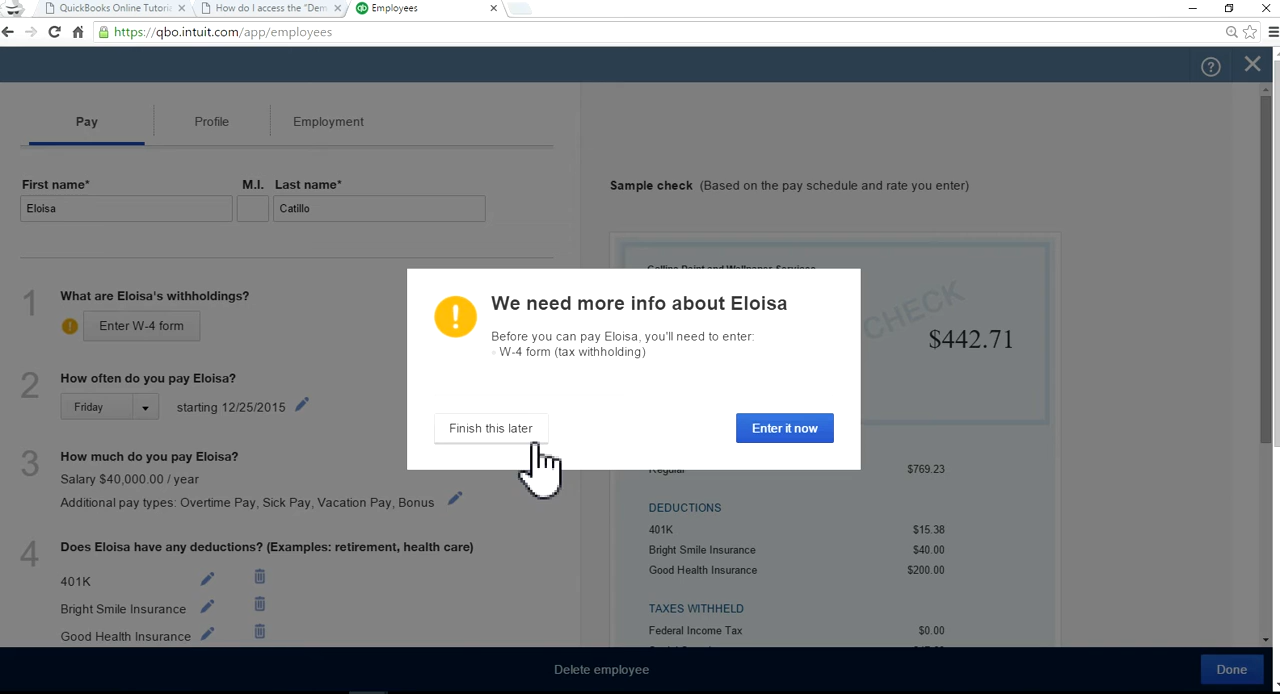 QuickBooks Online Tutori
How do I access the "Dem
Employees
https://qbo.intuit.com/app/employees
Pay
Profile
Employment
First name*
M.I.
Last name*
Eloisa
Catillo
Sample check (Based on the pay schedule and rate you enter)
1
What are Eloisa's withholdings?
Enter W-4 form
2
How often do you pay Eloisa?
Friday
starting 12/25/2015
3
How much do you pay Eloisa?
Salary $40,000.00 / year
Additional pay types: Overtime Pay, Sick Pay, Vacation Pay, Bonus
4
Does Eloisa have any deductions? (Examples: retirement, health care)
401K
Bright Smile Insurance
Good Health Insurance
We need more info about Eloisa
Before you can pay Eloisa, you'll need to enter:
W-4 form (tax withholding)
Finish this later
Enter it now
CHECK
$442.71
Regular
$769.23
DEDUCTIONS
401K
$15.38
Bright Smile Insurance
$40.00
Good Health Insurance
$200.00
TAXES WITHHELD
Federal Income Tax
$0.00
Delete employee
Done